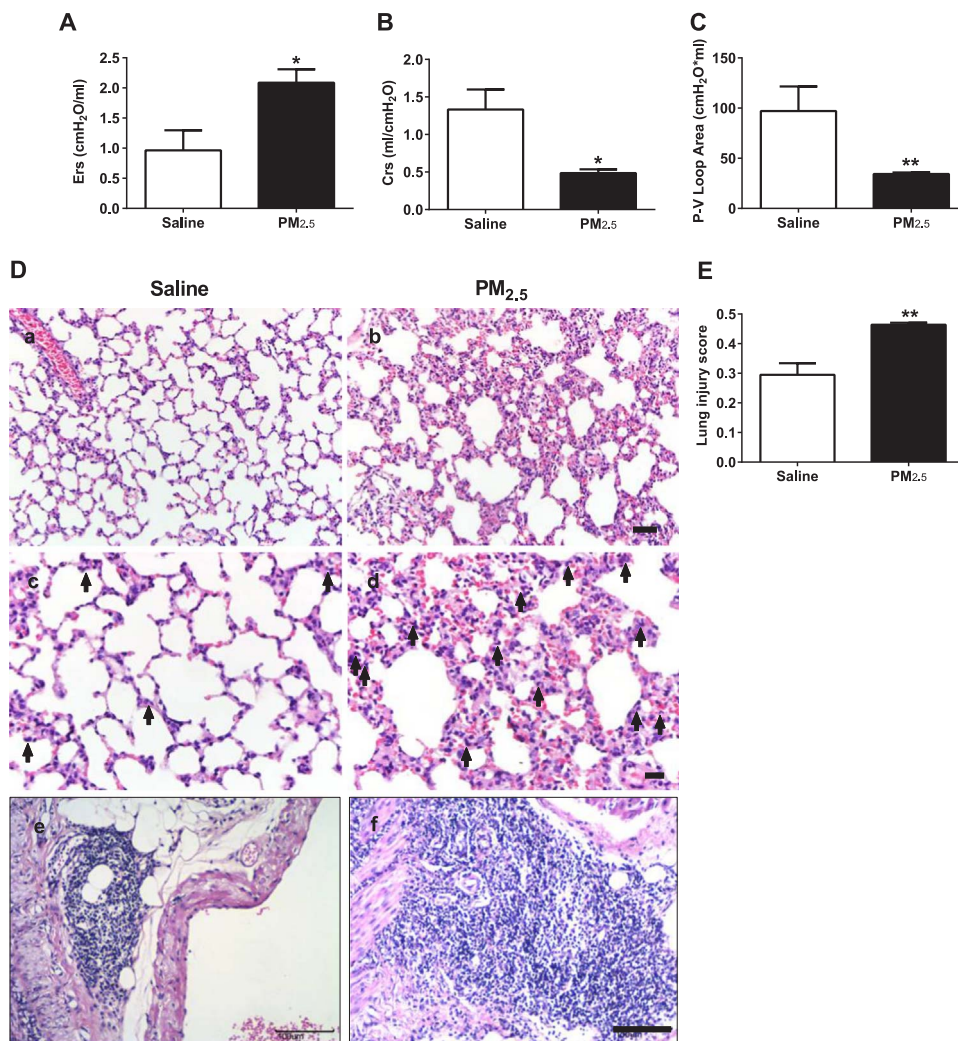 A
Ers (cmH2O/ml)
2.5
2.0
1.5
1.0
0.5
0.0
*
Saline
PM2.5
B
Crs (ml/cmH2O)
2.0
1.5
1.0
0.5
0.0
*
Saline
PM2.5
C
P-V Loop Area (cmH2O*ml)
150
100
50
0
**
Saline
PM2.5
D
Saline
PM2.5
a
b
c
d
e
f
E
Lung injury score
0.5
0.4
0.3
0.2
0.1
0.0
**
Saline
PM2.5